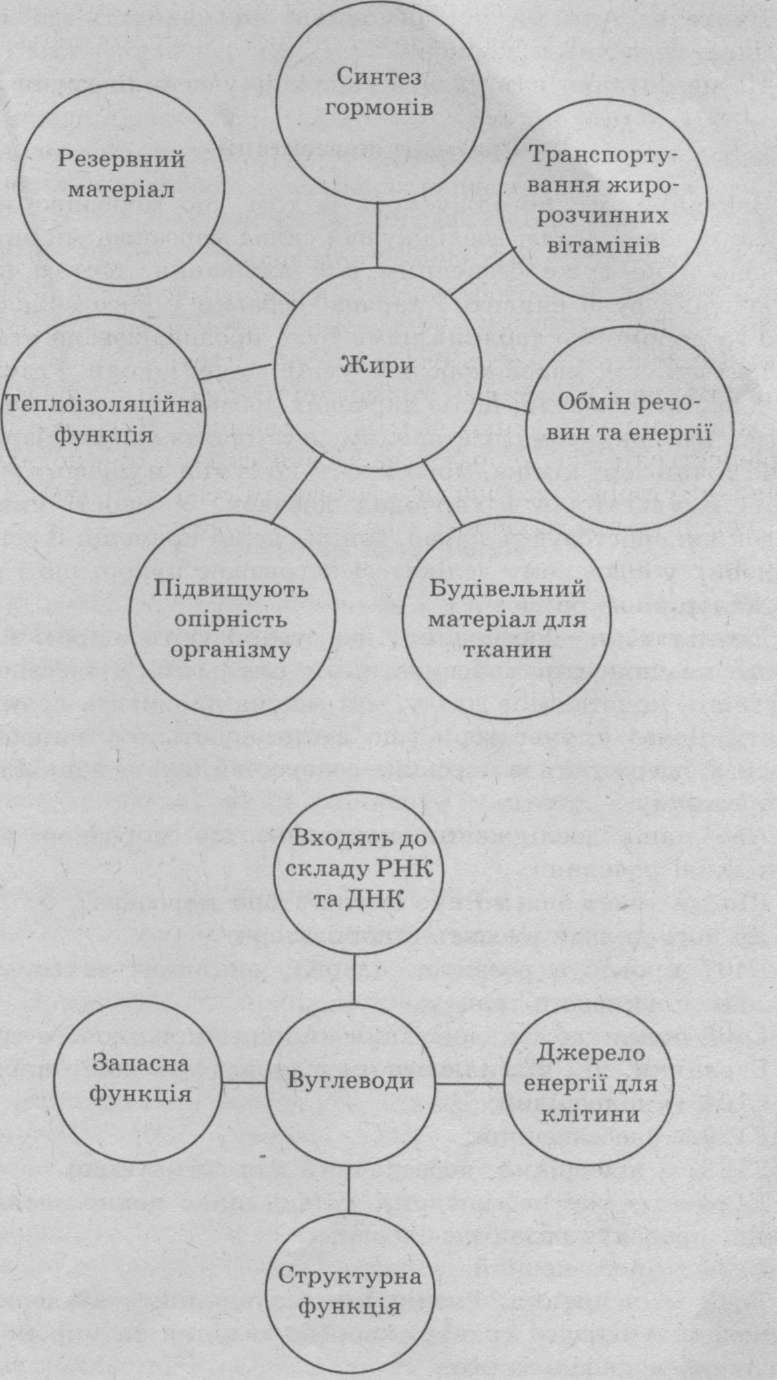 Синтез
гормонів
Резервний
матеріал
Транспорту-
вання жиро-
розчинних
вітамінів
Жири
Теплоізоляційна
функція
Обмін речо-
вин та енергії
Підвищують
опірність
організму
Будівельний
матеріал для
тканин
Входять до
складу РНК
та ДНК
Запасна
функція
Вуглеводи
Джерело
енергії для
клітини
Структурна
функція